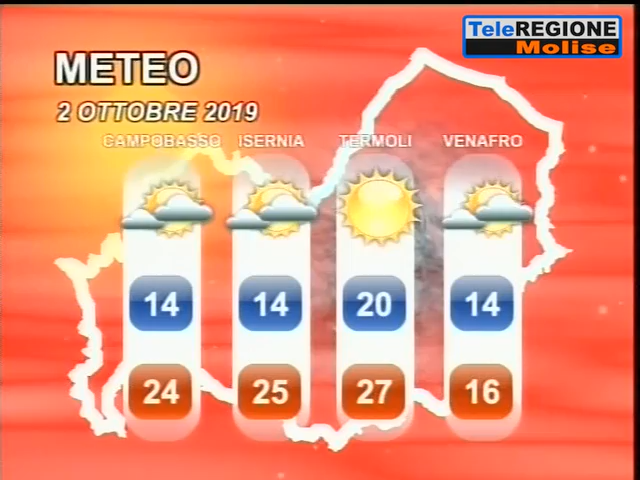 TeleREGIONE
Molise
METEO
2 OTTOBRE 2019
CAMPOBASSO ISERNIA TERMOLI VENAFRO
14 14 20 14
24 25 27 16